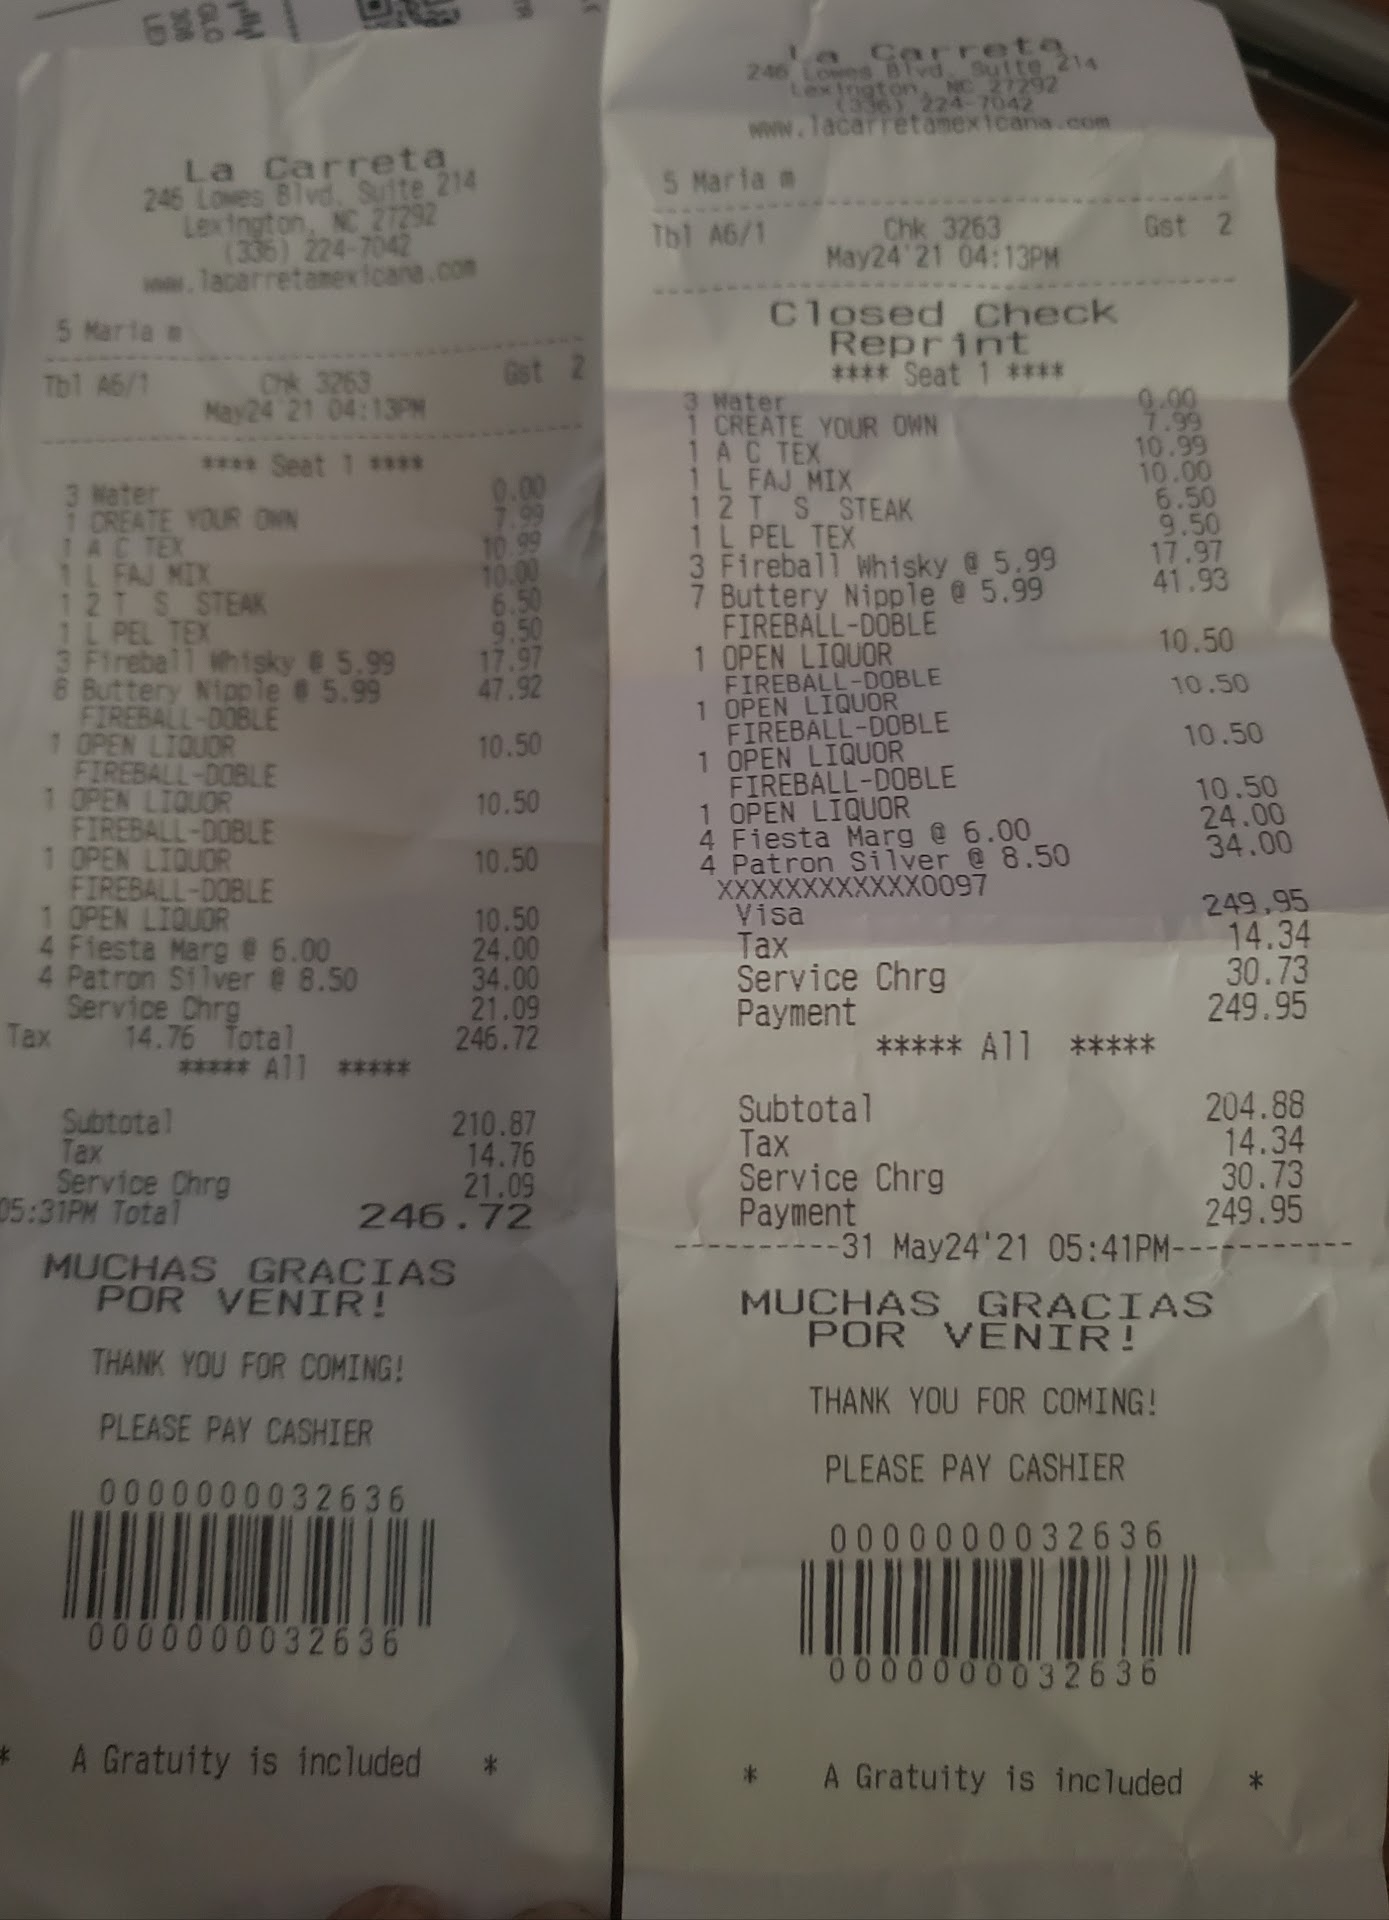 La Carreta
246 Lowes Blvd. Suite 214
Lexington, NC 27292
(336) 224-7042
www.lacarretamexicana.com
5 Maria m
Tbl A6/1 Chk 3263 Gst 2
May24'21 04:13PM
**** Seat 1 ****
3 Water 0.00
1 CREATE YOUR OWN 7.99
1 A C TEX 10.99
1 L FAJ MIX 10.00
1 2 T S STEAK 6.50
1 L PEL TEX 9.50
3 Fireball Whisky @ 5.99 17.97
8 Buttery Nipple @ 5.99 47.92
FIREBALL-DOBLE
1 OPEN LIQUOR 10.50
FIREBALL-DOBLE
1 OPEN LIQUOR 10.50
FIREBALL-DOBLE
1 OPEN LIQUOR 10.50
FIREBALL-DOBLE
1 OPEN LIQUOR 10.50
4 Fiesta Marg @ 6.00 24.00
4 Patron Silver @ 8.50 34.00
Service Chrg 21.09
Tax 14.76 Total 246.72
***** All *****
Subtotal 210.87
Tax 14.76
Service Chrg 21.09
05:31PM Total 246.72
MUCHAS GRACIAS
POR VENIR!
THANK YOU FOR COMING!
PLEASE PAY CASHIER
0000000032636
0000000032636
* A Gratuity is included *
La Carreta
246 Lowes Blvd. Suite 214
Lexington, NC 27292
(336) 224-7042
www.lacarretamexicana.com
5 Maria m
Tbl A6/1 Chk 3263 Gst 2
May24'21 04:13PM
Closed Check
Reprint
**** Seat 1 ****
3 Water 0.00
1 CREATE YOUR OWN 7.99
1 A C TEX 10.99
1 L FAJ MIX 10.00
1 2 T S STEAK 6.50
1 L PEL TEX 9.50
3 Fireball Whisky @ 5.99 17.97
7 Buttery Nipple @ 5.99 41.93
FIREBALL-DOBLE
1 OPEN LIQUOR 10.50
FIREBALL-DOBLE
1 OPEN LIQUOR 10.50
FIREBALL-DOBLE
1 OPEN LIQUOR 10.50
FIREBALL-DOBLE
1 OPEN LIQUOR 10.50
4 Fiesta Marg @ 6.00 24.00
4 Patron Silver @ 8.50 34.00
XXXXXXXXXXXX0097
Visa 249.95
Tax 14.34
Service Chrg 30.73
Payment 249.95
***** All *****
Subtotal 204.88
Tax 14.34
Service Chrg 30.73
Payment 249.95
----------31 May24'21 05:41PM-----------
MUCHAS GRACIAS
POR VENIR!
THANK YOU FOR COMING!
PLEASE PAY CASHIER
0000000032636
0000000032636
* A Gratuity is included *